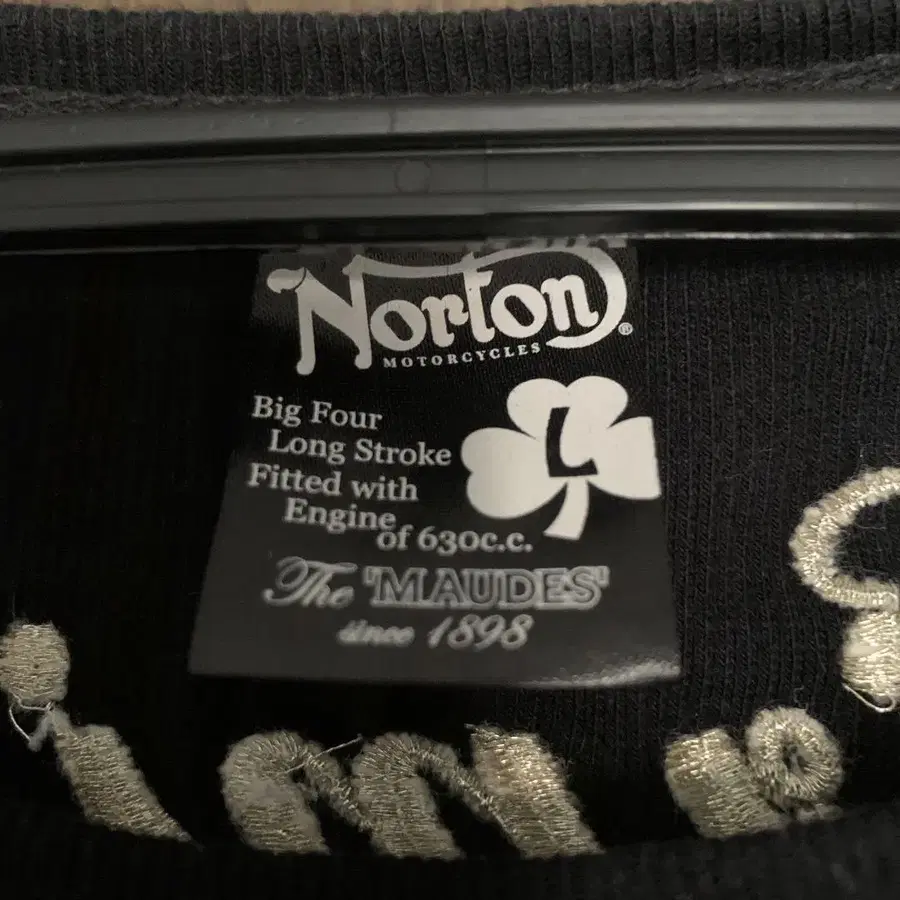 Norton®
MOTORCYCLES
Big Four
Long Stroke
Fitted with
Engine
of 630c.c.
L
The 'MAUDES'
since 1898